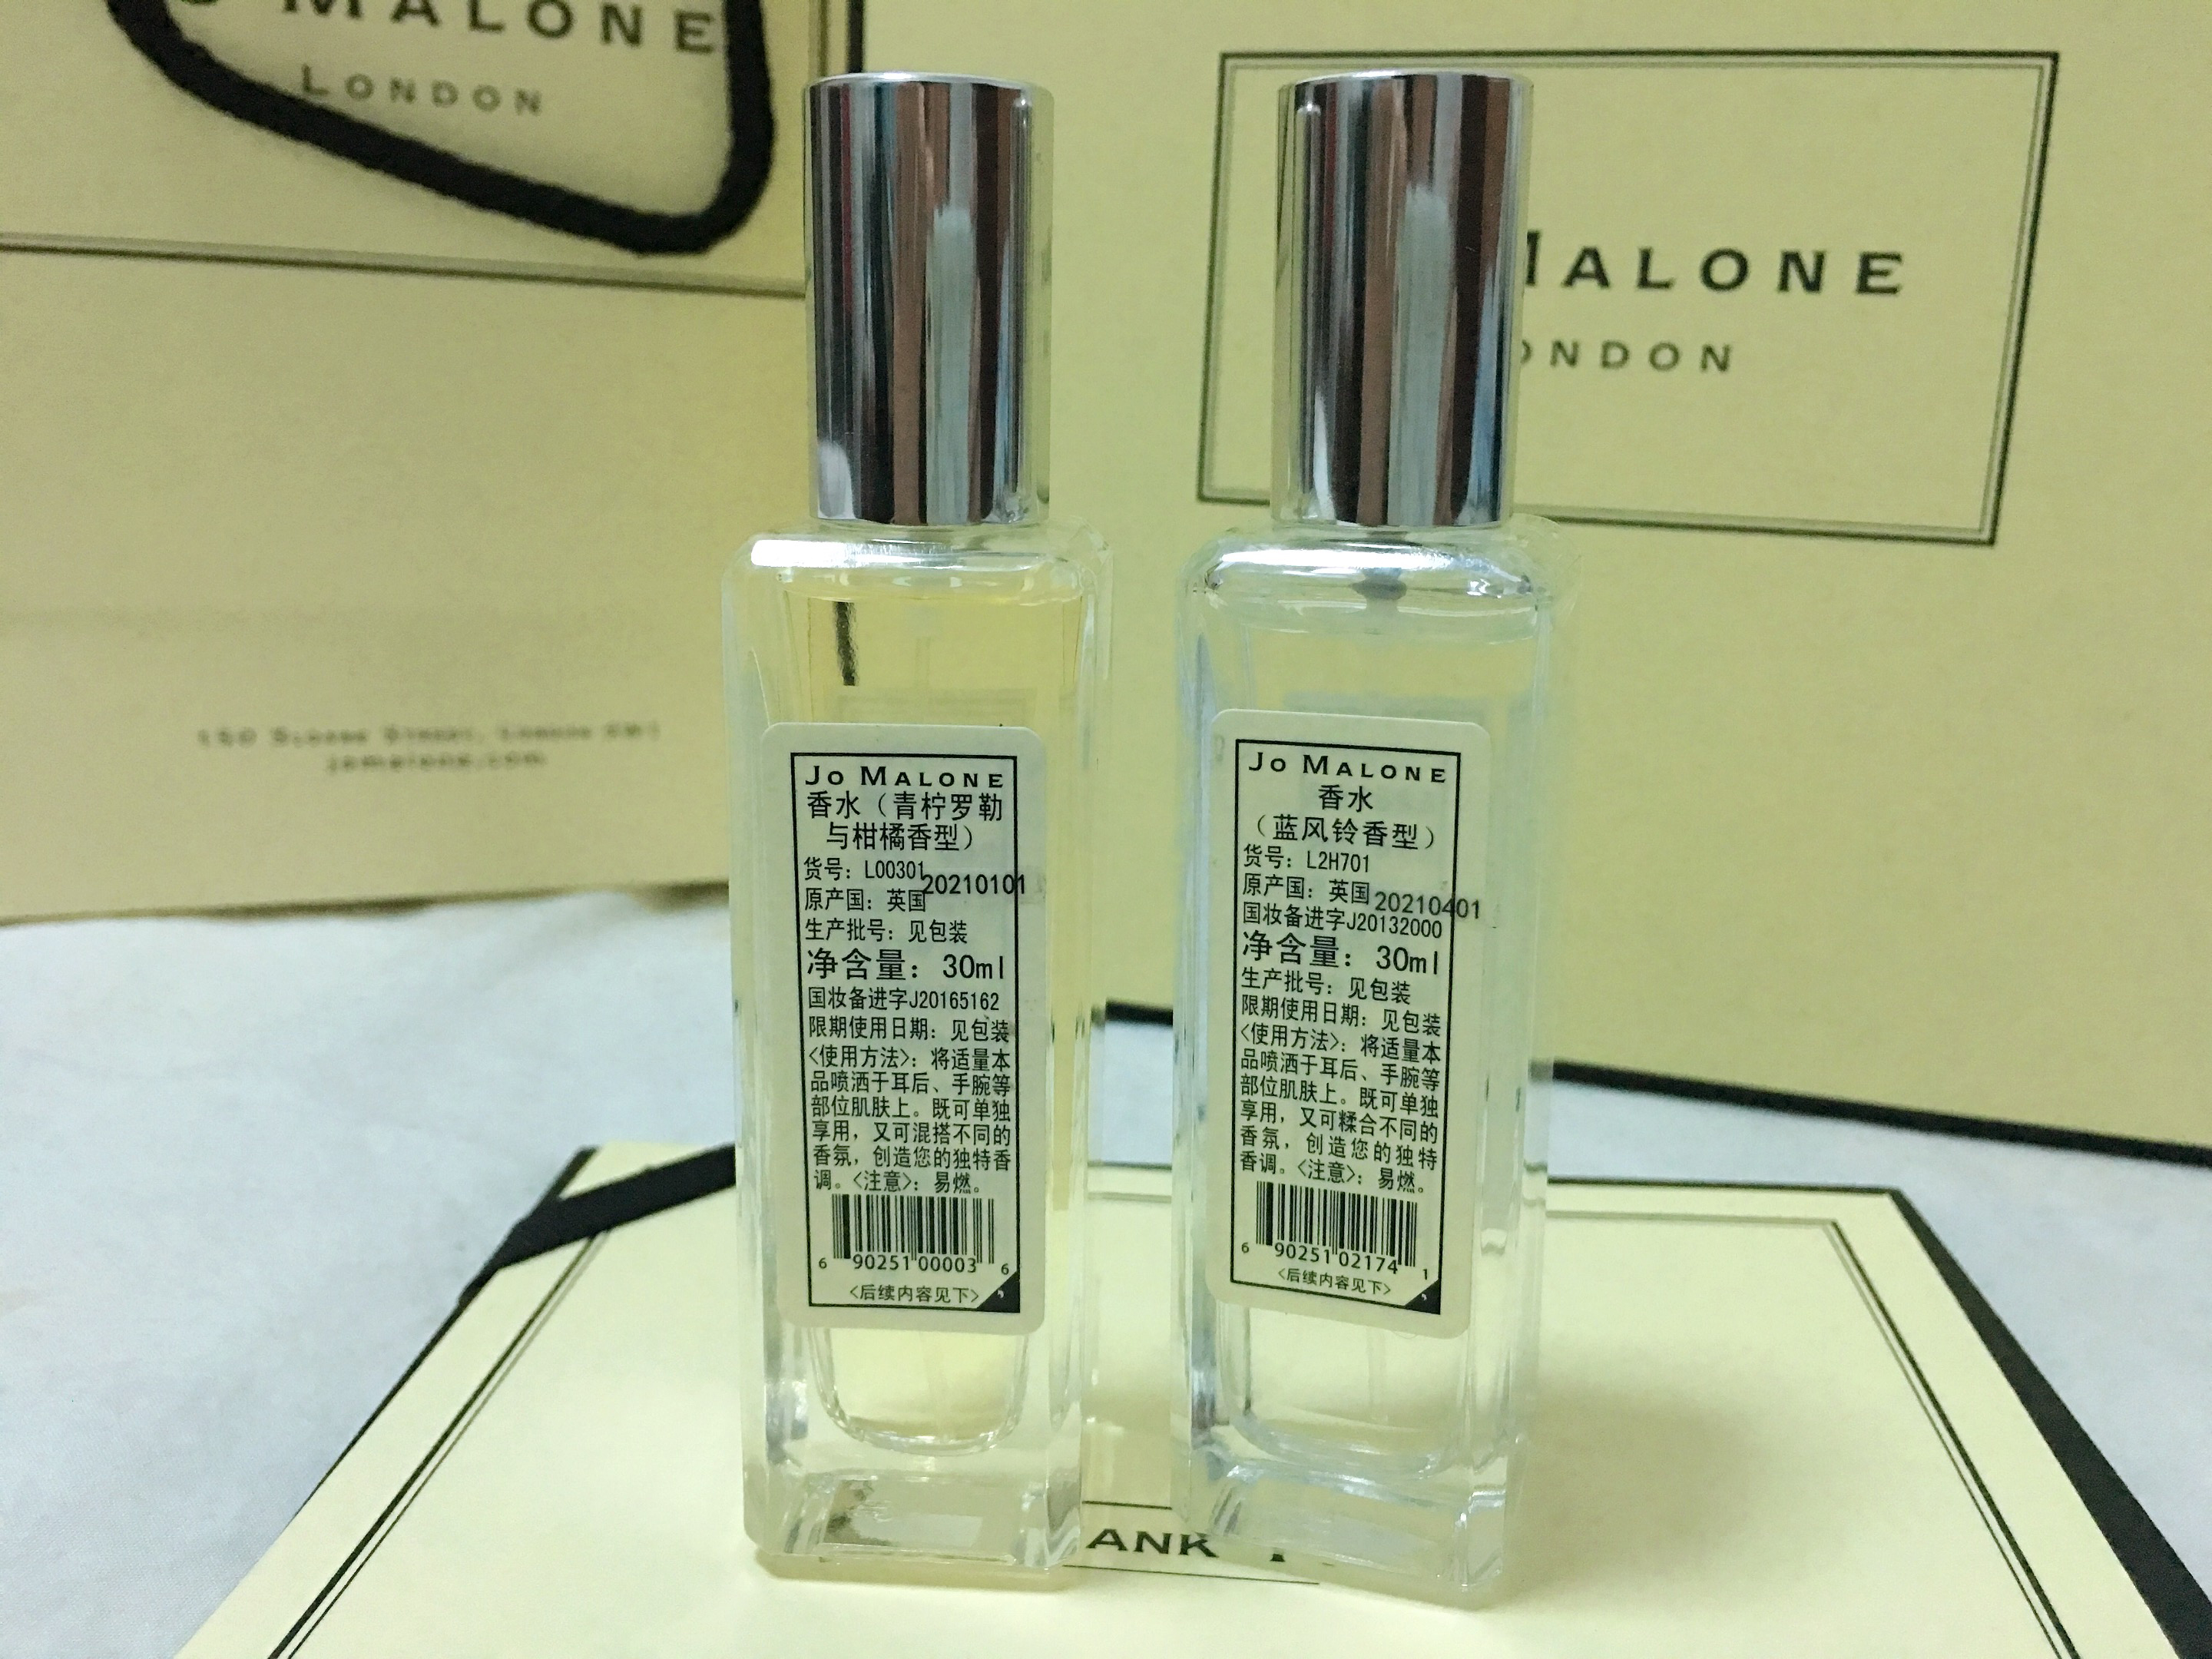 MALONE
LONDON
150 Sloane Street, London SW1
jomalone.com
MALONE
ONDON
JO MALONE
香水（青柠罗勒
与柑橘香型）
货号：L00301
20210101
原产国：英国
生产批号：见包装
净含量：30ml
国妆备进字J20165162
限期使用日期：见包装
<使用方法>：将适量本
品喷洒于耳后、手腕等
部位肌肤上。既可单独
享用，又可混搭不同的
香氛，创造您的独特香
调。<注意>：易燃。
6 90251 00003 6
<后续内容见下>
JO MALONE
香水
（蓝风铃香型）
货号：L2H701
原产国：英国
20210401
国妆备进字J20132000
净含量：30ml
生产批号：见包装
限期使用日期：见包装
<使用方法>：将适量本
品喷洒于耳后、手腕等
部位肌肤上。既可单独
享用，又可糅合不同的
香氛，创造您的独特
香调。<注意>：易燃。
6 90251 02174 1
<后续内容见下>
ANK